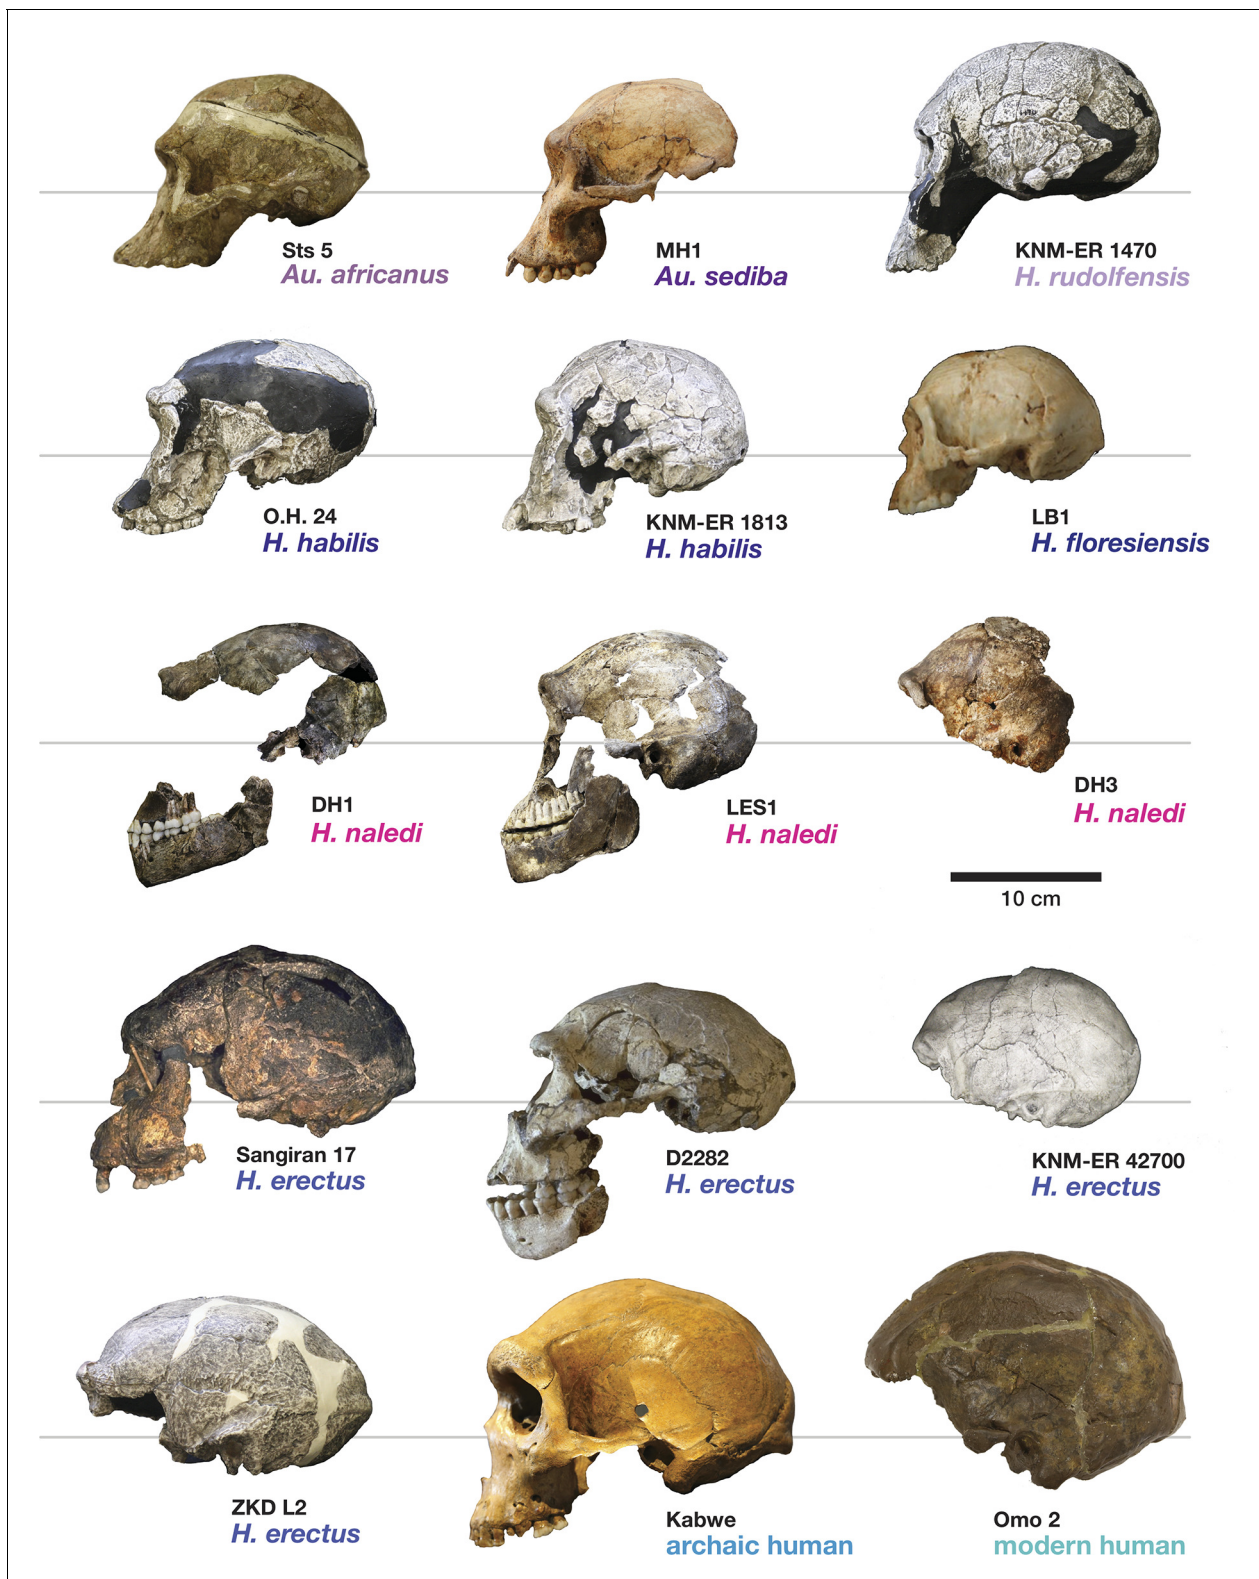 Sts 5
Au. africanus
MH1
Au. sediba
KNM-ER 1470
H. rudolfensis
O.H. 24
H. habilis
KNM-ER 1813
H. habilis
LB1
H. floresiensis
DH1
H. naledi
LES1
H. naledi
DH3
H. naledi
10 cm
Sangiran 17
H. erectus
D2282
H. erectus
KNM-ER 42700
H. erectus
ZKD L2
H. erectus
Kabwe
archaic human
Omo 2
modern human